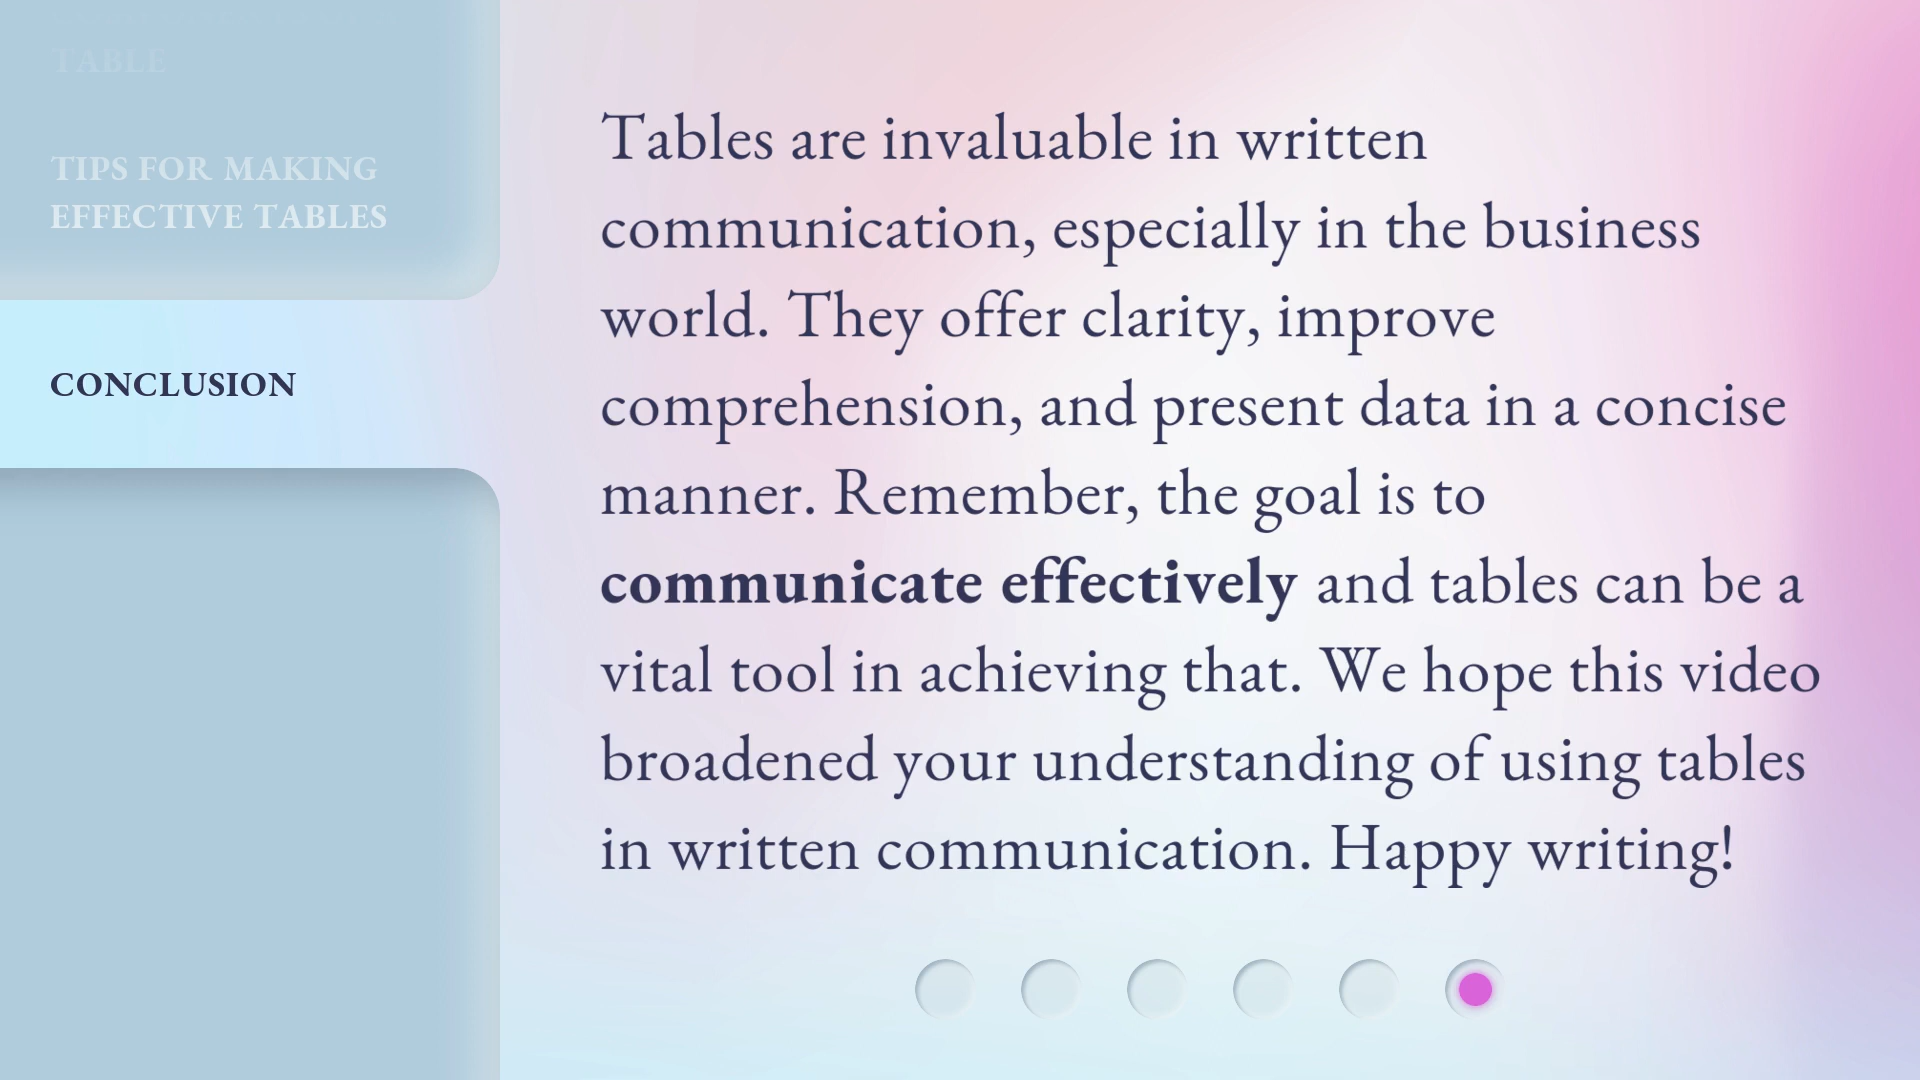 TABLE
TIPS FOR MAKING
EFFECTIVE TABLES
CONCLUSION
Tables are invaluable in written
communication, especially in the business
world. They offer clarity, improve
comprehension, and present data in a concise
manner. Remember, the goal is to
communicate effectively and tables can be a
vital tool in achieving that. We hope this video
broadened your understanding of using tables
in written communication. Happy writing!